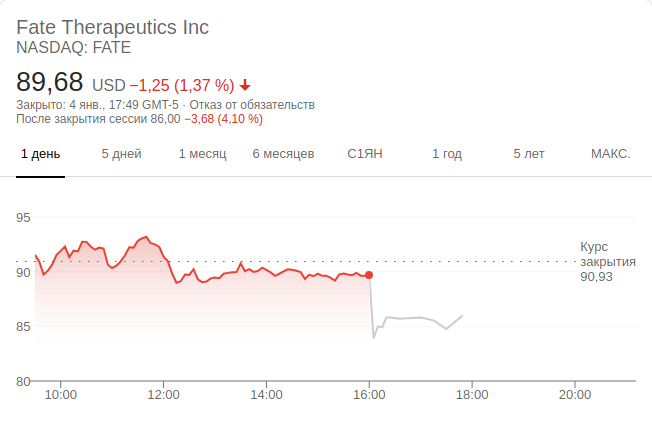 Fate Therapeutics Inc
NASDAQ: FATE
89,68 USD −1,25 (1,37 %)
Закрыто: 4 янв., 17:49 GMT-5 · Отказ от обязательств
После закрытия сессии 86,00 −3,68 (4,10 %)
1 день 5 дней 1 месяц 6 месяцев С1ЯН 1 год 5 лет МАКС.
95
Курс
закрытия
90,93
90
85
80
10:00 12:00 14:00 16:00 18:00 20:00